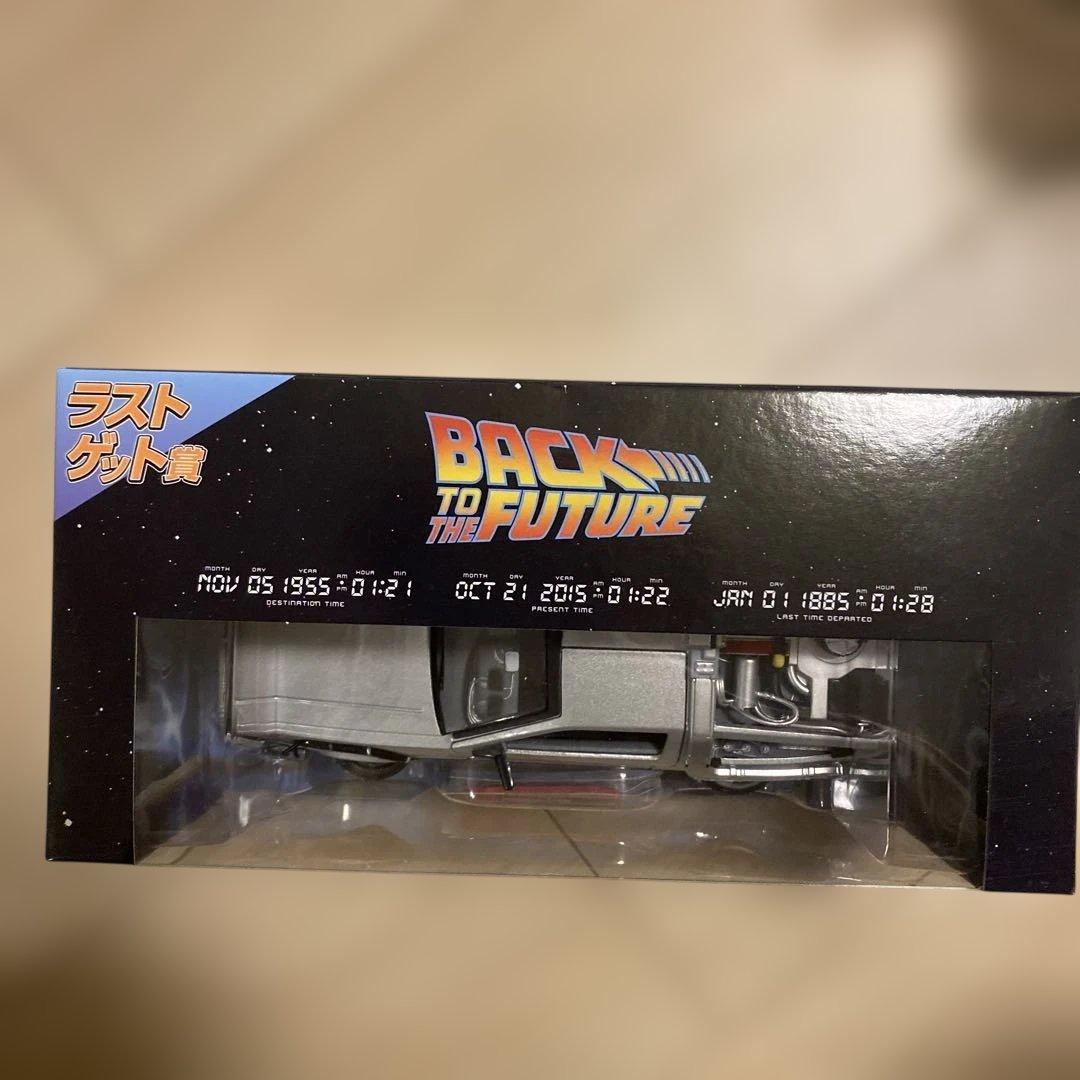 ラスト
ゲット賞
BACK
TO THE FUTURE
MONTH DAY YEAR AM PM HOUR MIN
NOV 05 1955 01:21
DESTINATION TIME
MONTH DAY YEAR AM PM HOUR MIN
OCT 21 2015 01:22
PRESENT TIME
MONTH DAY YEAR AM PM HOUR MIN
JAN 01 1885 01:28
LAST TIME DEPARTED